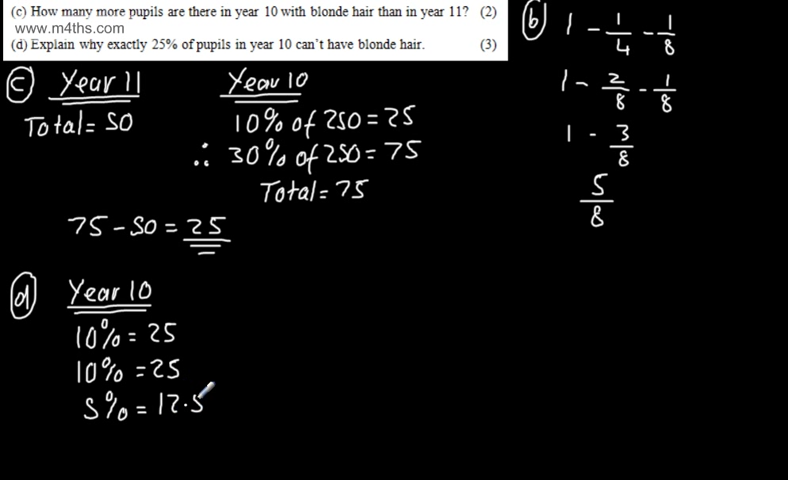 (c) How many more pupils are there in year 10 with blonde hair than in year 11? (2)
www.m4ths.com
(d) Explain why exactly 25% of pupils in year 10 can't have blonde hair. (3)
(c) Year 11
Total = 50
Year 10
10% of 250 = 25
∴ 30% of 250 = 75
Total = 75
75 - 50 = 25
(d) Year 10
10% = 25
10% = 25
5% = 12.5
(b) 1 - 1/4 - 1/8
1 - 2/8 - 1/8
1 - 3/8
5/8